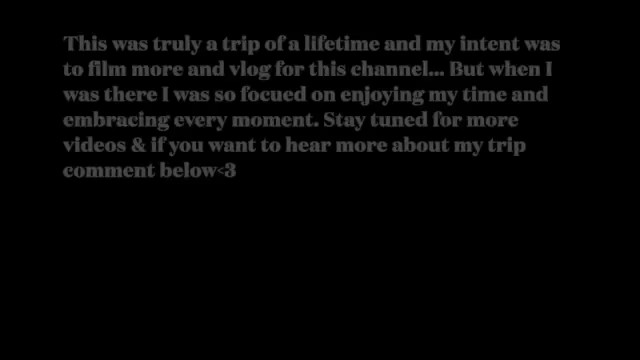 This was truly a trip of a lifetime and my intent was
to film more and vlog for this channel... But when I
was there I was so focued on enjoying my time and
embracing every moment. Stay tuned for more
videos & if you want to hear more about my trip
comment below<3